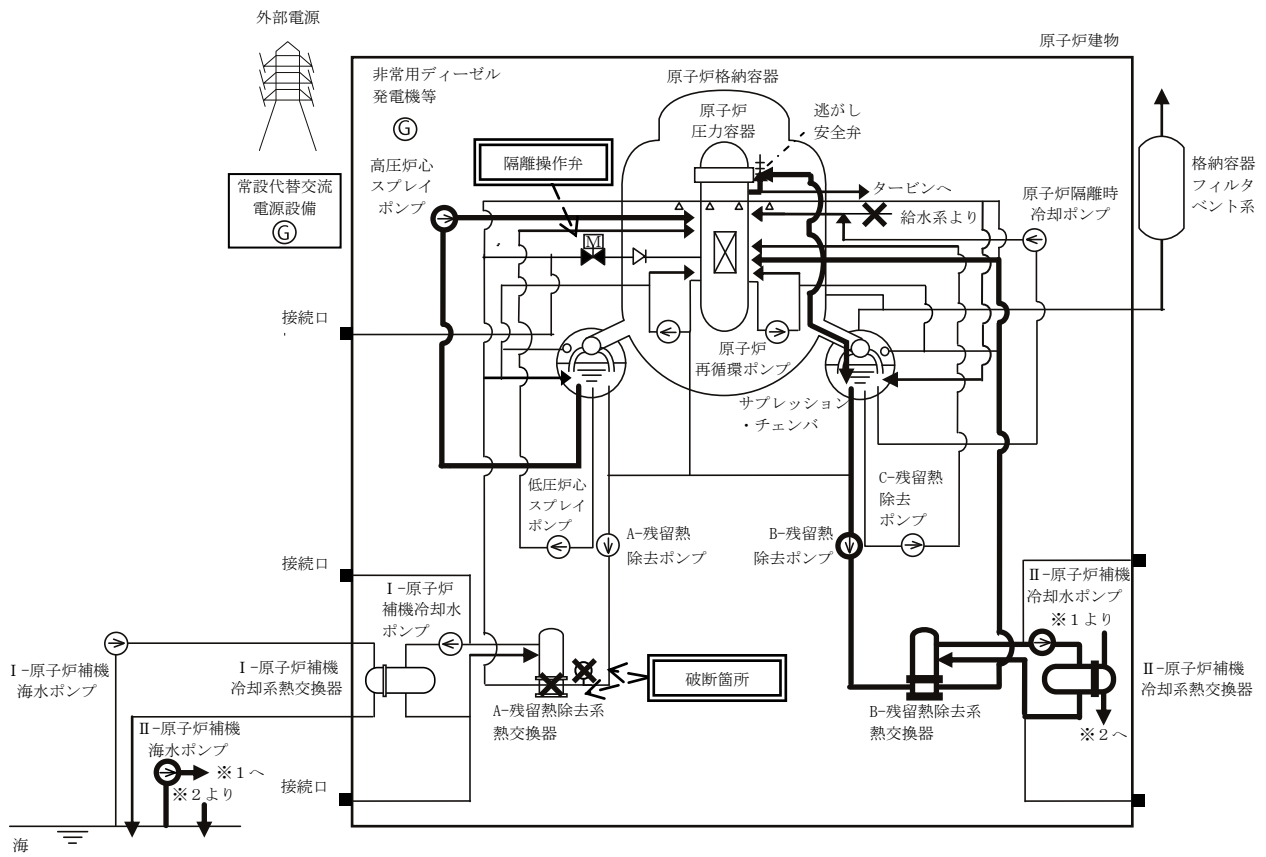 外部電源
原子炉建物
非常用ディーゼル
発電機等
G
原子炉格納容器
原子炉
圧力容器
逃がし
安全弁
隔離操作弁
高圧炉心
スプレイ
ポンプ
常設代替交流
電源設備
G
タービンへ
給水系より
原子炉隔離時
冷却ポンプ
格納容器
フィルタ
ベント系
M
接続口
原子炉
再循環ポンプ
サプレッション
・チェンバ
低圧炉心
スプレイ
ポンプ
A-残留熱
除去ポンプ
B-残留熱
除去ポンプ
C-残留熱
除去
ポンプ
接続口
Ⅰ-原子炉
補機冷却水
ポンプ
Ⅱ-原子炉補機
冷却水ポンプ
※1より
Ⅰ-原子炉補機
海水ポンプ
Ⅰ-原子炉補機
冷却系熱交換器
破断箇所
Ⅱ-原子炉補機
冷却系熱交換器
A-残留熱除去系
熱交換器
B-残留熱除去系
熱交換器
※2へ
Ⅱ-原子炉補機
海水ポンプ
※1へ
※2より
接続口
海